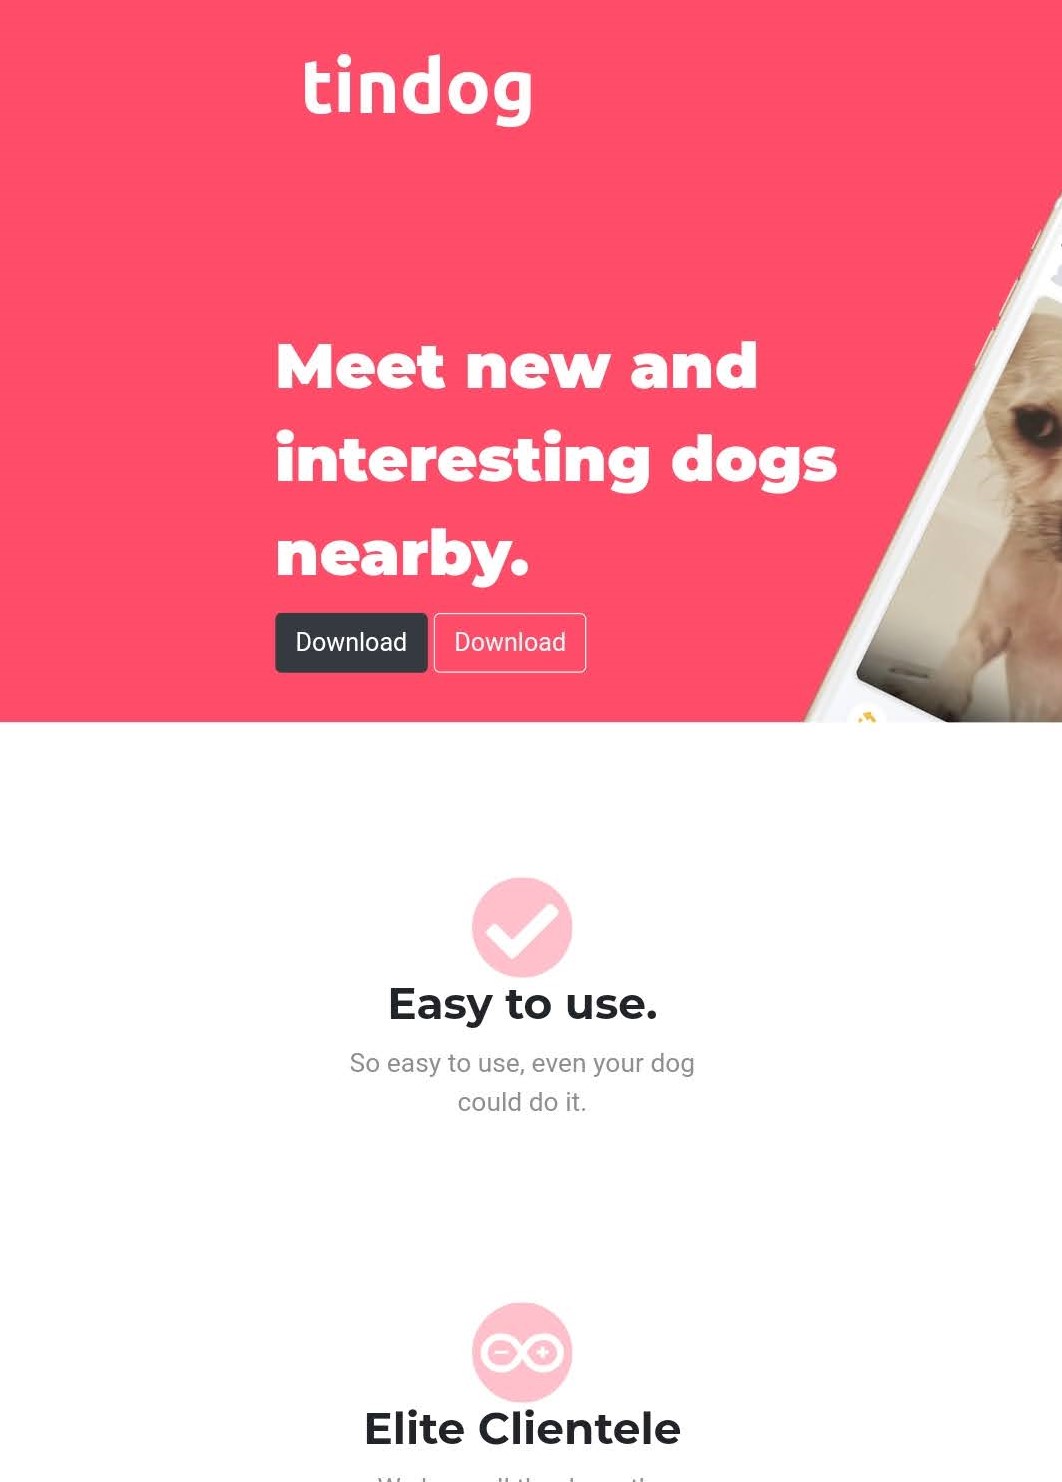 tindog
Meet new and
interesting dogs
nearby.
Download Download
Easy to use.
So easy to use, even your dog
could do it.
Elite Clientele